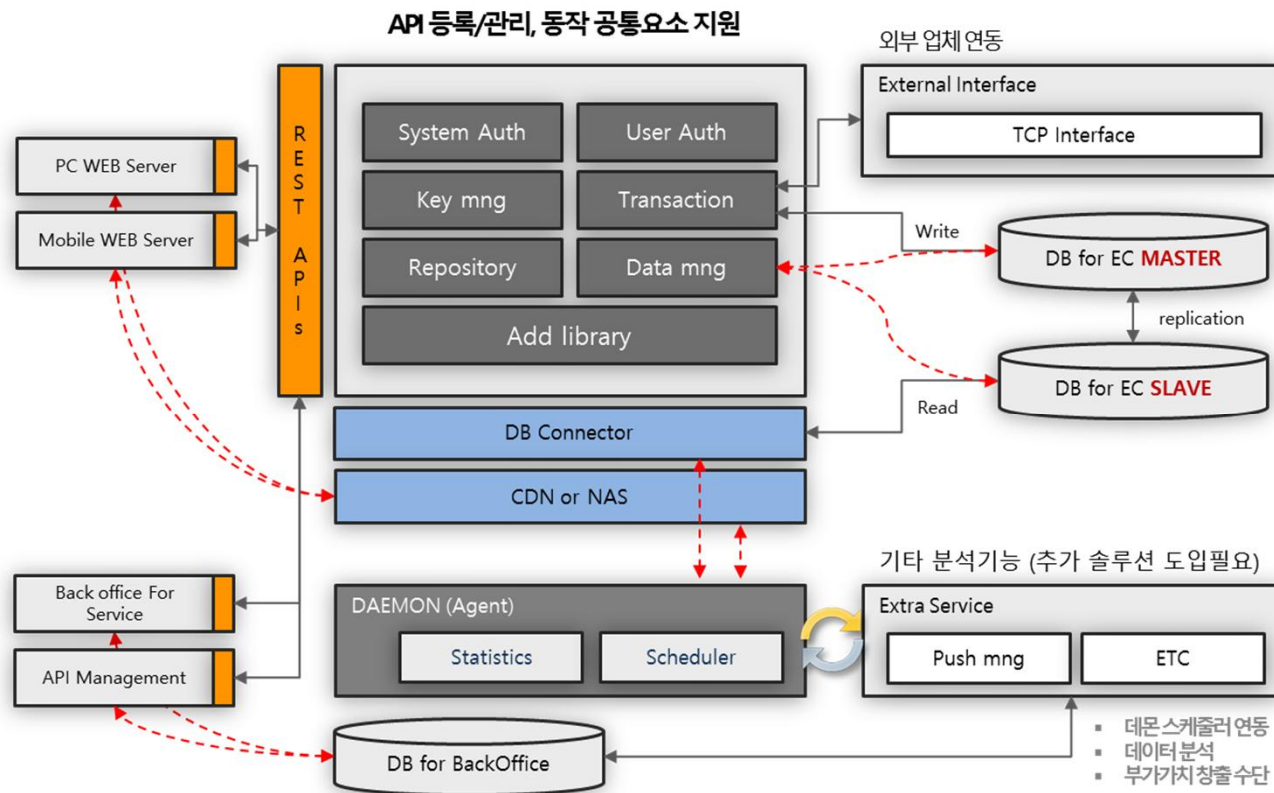 API 등록/관리, 동작 공통요소 지원
외부 업체 연동
External Interface
TCP Interface
REST APIs
System Auth
User Auth
Key mng
Transaction
Repository
Data mng
Add library
PC WEB Server
Mobile WEB Server
Write
DB for EC MASTER
replication
DB for EC SLAVE
Read
DB Connector
CDN or NAS
기타 분석기능 (추가 솔루션 도입필요)
Back office For
Service
API Management
DAEMON (Agent)
Statistics
Scheduler
Extra Service
Push mng
ETC
DB for BackOffice
▪ 데몬 스케줄러 연동
▪ 데이터 분석
▪ 부가가치 창출 수단